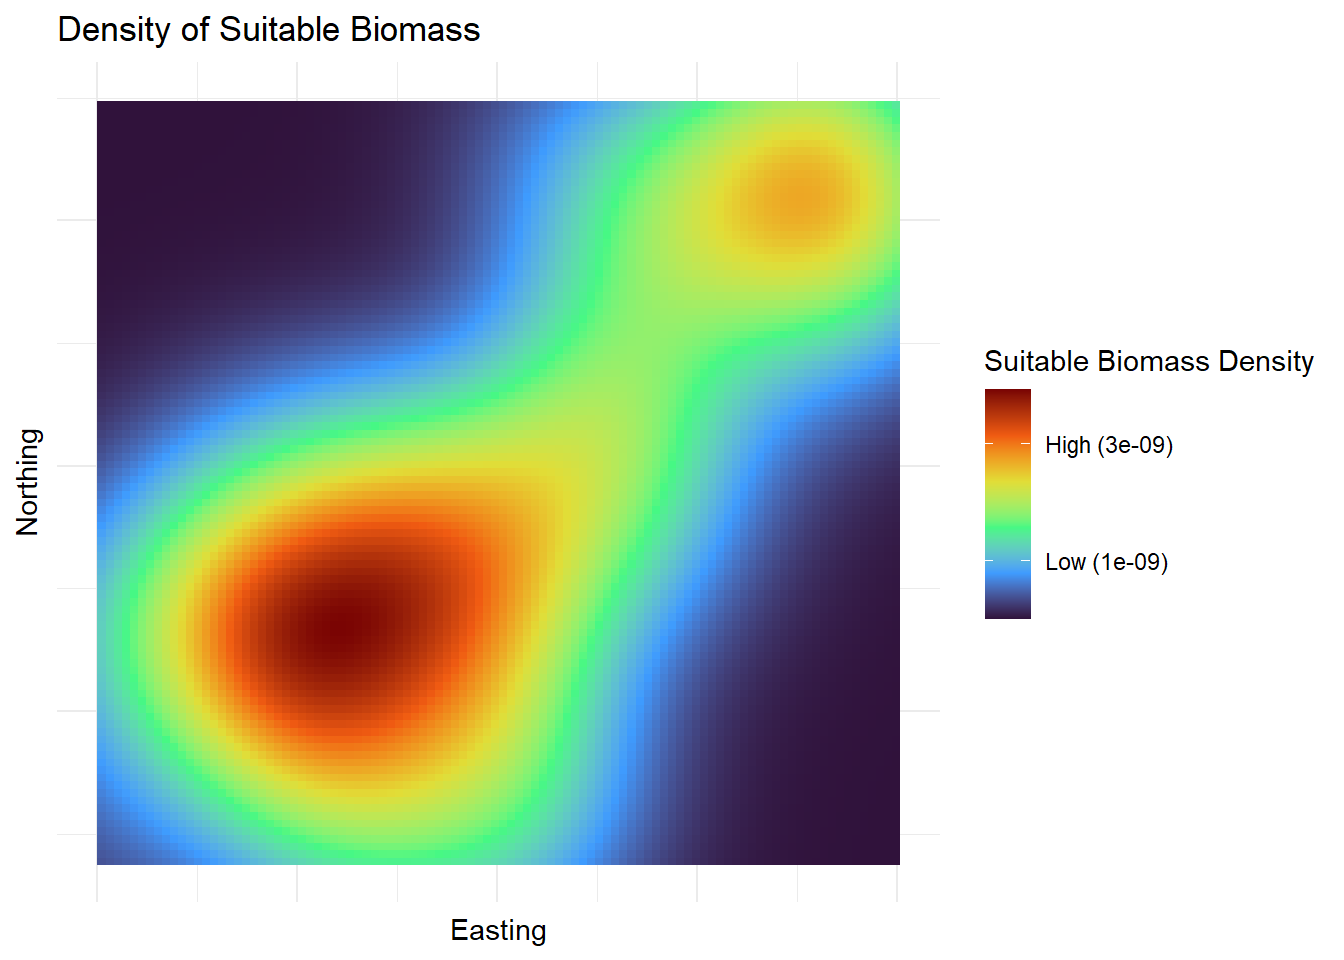 Density of Suitable Biomass
Northing
Easting
Suitable Biomass Density
High (3e-09)
Low (1e-09)